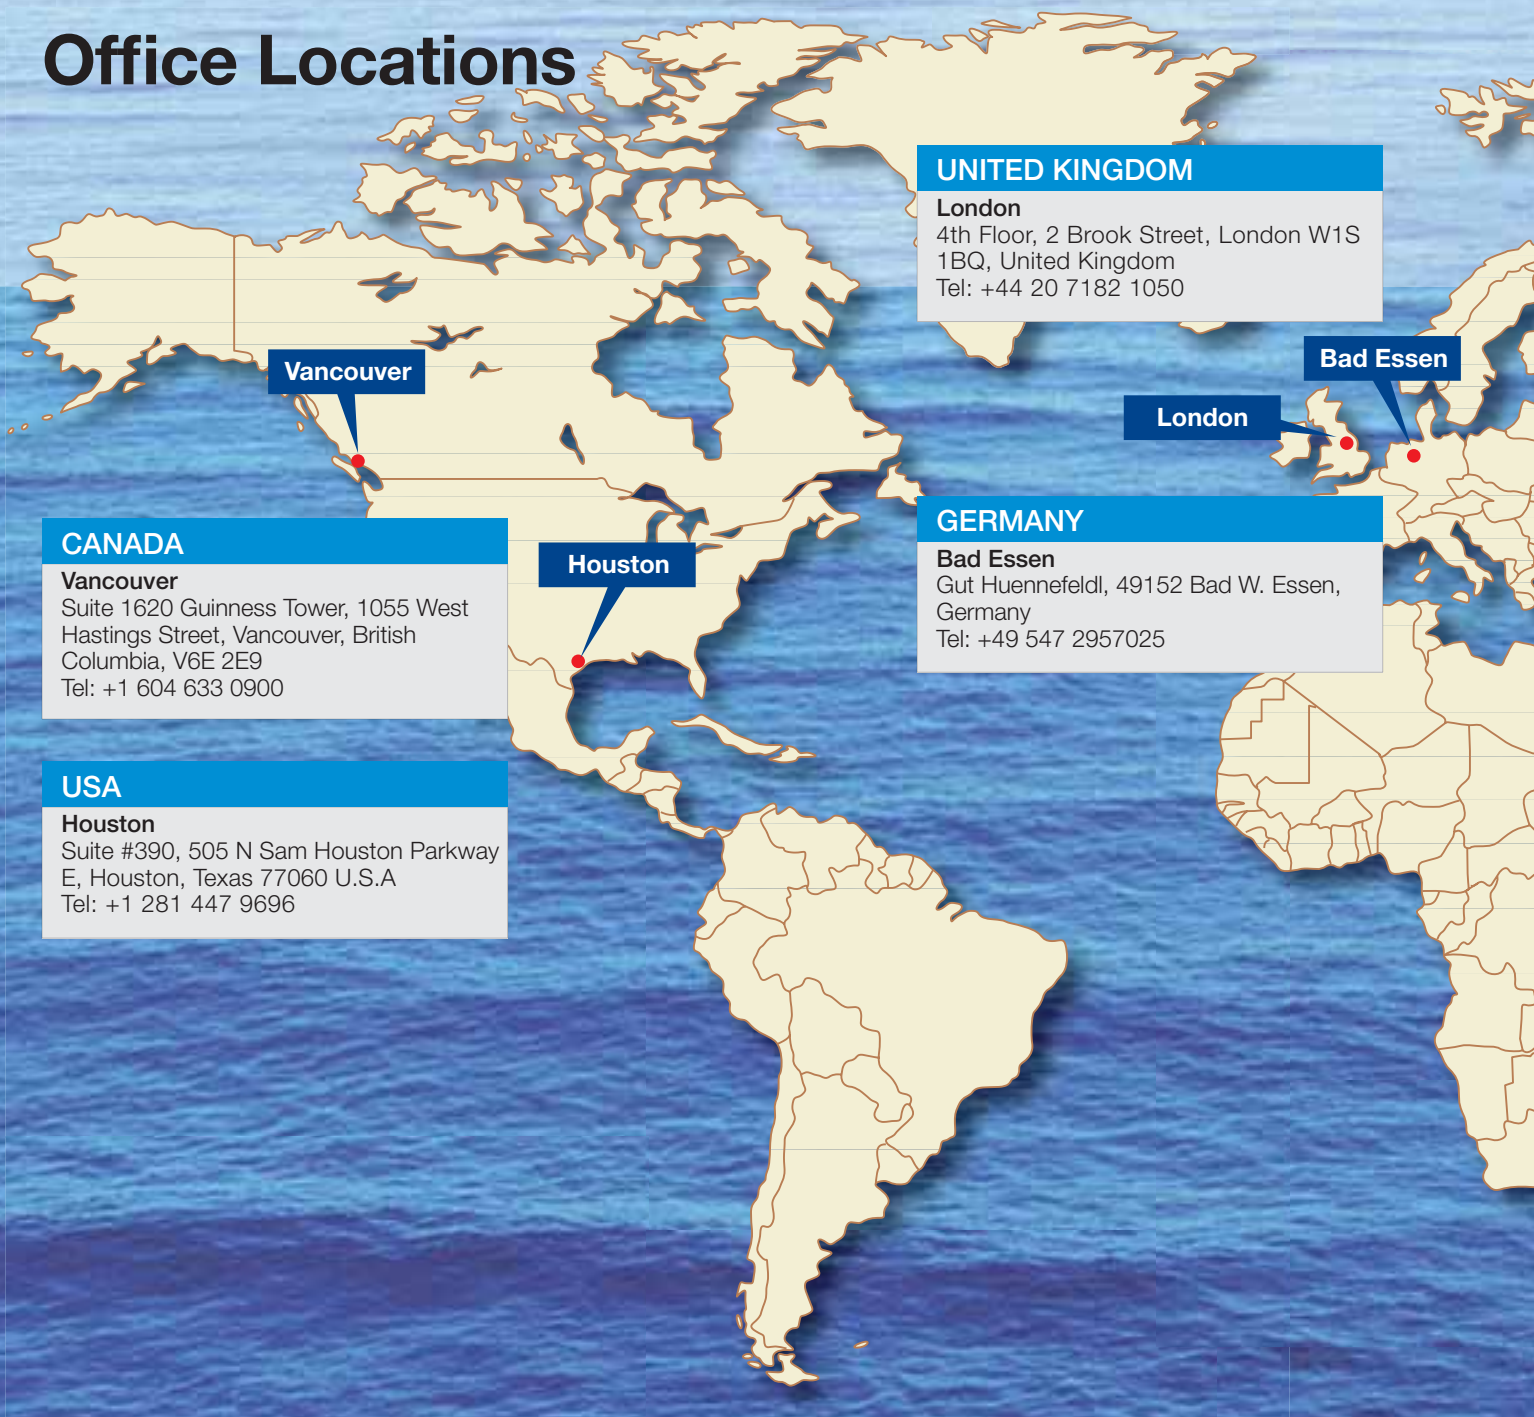 Office Locations
UNITED KINGDOM
London
4th Floor, 2 Brook Street, London W1S
1BQ, United Kingdom
Tel: +44 20 7182 1050
Vancouver
Bad Essen
London
CANADA
Vancouver
Suite 1620 Guinness Tower, 1055 West
Hastings Street, Vancouver, British
Columbia, V6E 2E9
Tel: +1 604 633 0900
Houston
GERMANY
Bad Essen
Gut Huennefeldl, 49152 Bad W. Essen,
Germany
Tel: +49 547 2957025
USA
Houston
Suite #390, 505 N Sam Houston Parkway
E, Houston, Texas 77060 U.S.A
Tel: +1 281 447 9696